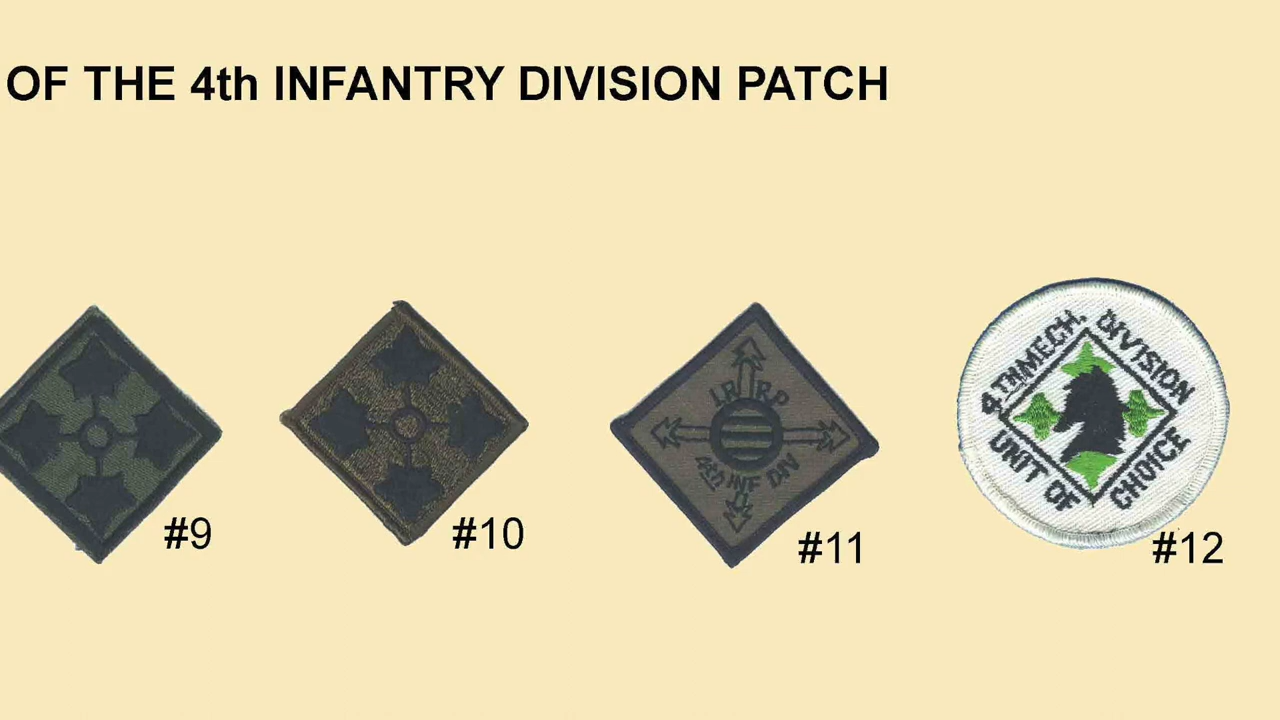 OF THE 4th INFANTRY DIVISION PATCH
LRRP
4th INF DIV
4TH MECH. DIVISION
UNIT OF CHOICE
#9
#10
#11
#12